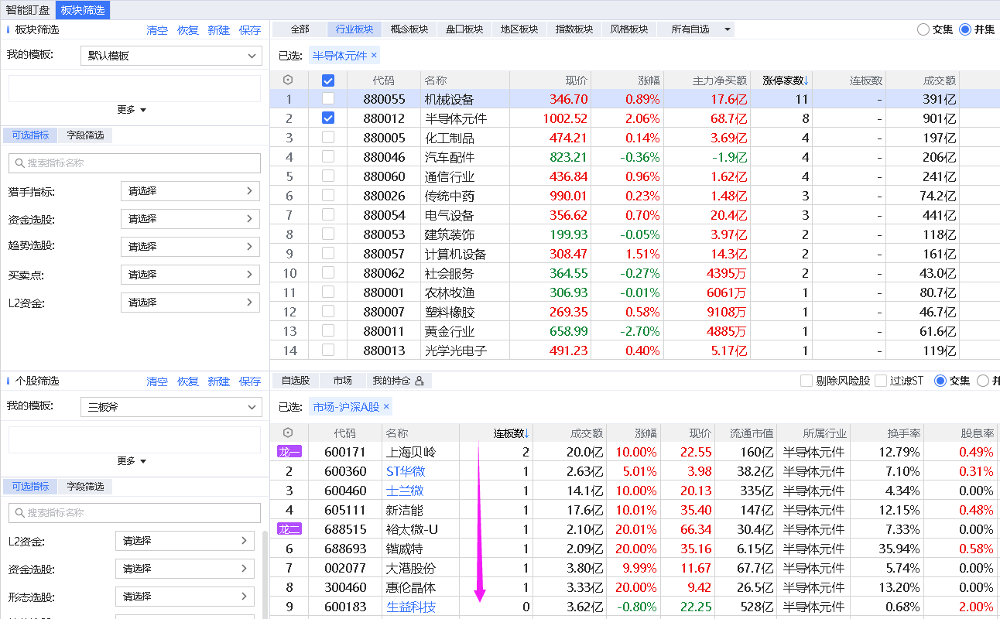 智能盯盘 板块筛选
板块筛选 清空 恢复 新建 保存
我的模板: 默认模板
更多
可选指标 字段筛选
搜索指标名称
猎手指标: 请选择
资金选股: 请选择
趋势选股: 请选择
买卖点: 请选择
L2资金: 请选择
全部 行业板块 概念板块 盘口板块 地区板块 指数板块 风格板块 所有自选 交集 并集
已选: 半导体元件 ×
代码 名称 现价 涨幅 主力净买额 涨停家数↓ 连板数 成交额
1 880055 机械设备 346.70 0.89% 17.6亿 11 - 391亿
2 880012 半导体元件 1002.52 2.06% 68.7亿 8 - 901亿
3 880005 化工制品 474.21 0.14% 3.69亿 4 - 197亿
4 880046 汽车配件 823.21 -0.36% -1.9亿 4 - 206亿
5 880060 通信行业 436.84 0.96% 1.62亿 4 - 241亿
6 880026 传统中药 990.01 0.23% 1.48亿 3 - 74.2亿
7 880054 电气设备 356.62 0.70% 20.4亿 3 - 441亿
8 880053 建筑装饰 199.93 -0.05% 3.97亿 2 - 118亿
9 880057 计算机设备 308.47 1.51% 14.3亿 2 - 161亿
10 880062 社会服务 364.55 -0.27% 4395万 2 - 43.0亿
11 880001 农林牧渔 306.93 -0.01% 6061万 1 - 80.7亿
12 880007 塑料橡胶 269.35 0.58% 9108万 1 - 46.7亿
13 880011 黄金行业 658.99 -2.70% 4885万 1 - 61.6亿
14 880013 光学光电子 491.23 0.40% 5.17亿 1 - 119亿
个股筛选 清空 恢复 新建 保存
我的模板: 三板斧
更多
可选指标 字段筛选
搜索指标名称
L2资金: 请选择
资金选股: 请选择
形态选股: 请选择
自选股 市场 我的持仓 剔除风险股 过滤ST 交集
已选: 市场-沪深A股 ×
代码 名称 连板数↓ 成交额 涨幅 现价 流通市值 所属行业 换手率 股息率
龙一 600171 上海贝岭 2 20.0亿 10.00% 22.55 160亿 半导体元件 12.79% 0.49%
2 600360 ST华微 1 2.63亿 5.01% 3.98 38.2亿 半导体元件 7.10% 0.31%
3 600460 士兰微 1 14.1亿 10.00% 20.13 335亿 半导体元件 4.34% 0.00%
4 605111 新洁能 1 17.6亿 10.01% 35.40 147亿 半导体元件 12.15% 0.48%
龙二 688515 裕太微-U 1 2.10亿 20.01% 66.34 30.4亿 半导体元件 7.33% 0.00%
6 688693 锴威特 1 2.09亿 20.00% 35.16 6.15亿 半导体元件 35.94% 0.58%
7 002077 大港股份 1 3.80亿 9.99% 11.67 67.7亿 半导体元件 5.74% 0.00%
8 300460 惠伦晶体 1 3.33亿 20.00% 9.42 26.5亿 半导体元件 13.20% 0.00%
9 600183 生益科技 0 3.62亿 -0.80% 22.25 528亿 半导体元件 0.68% 2.00%